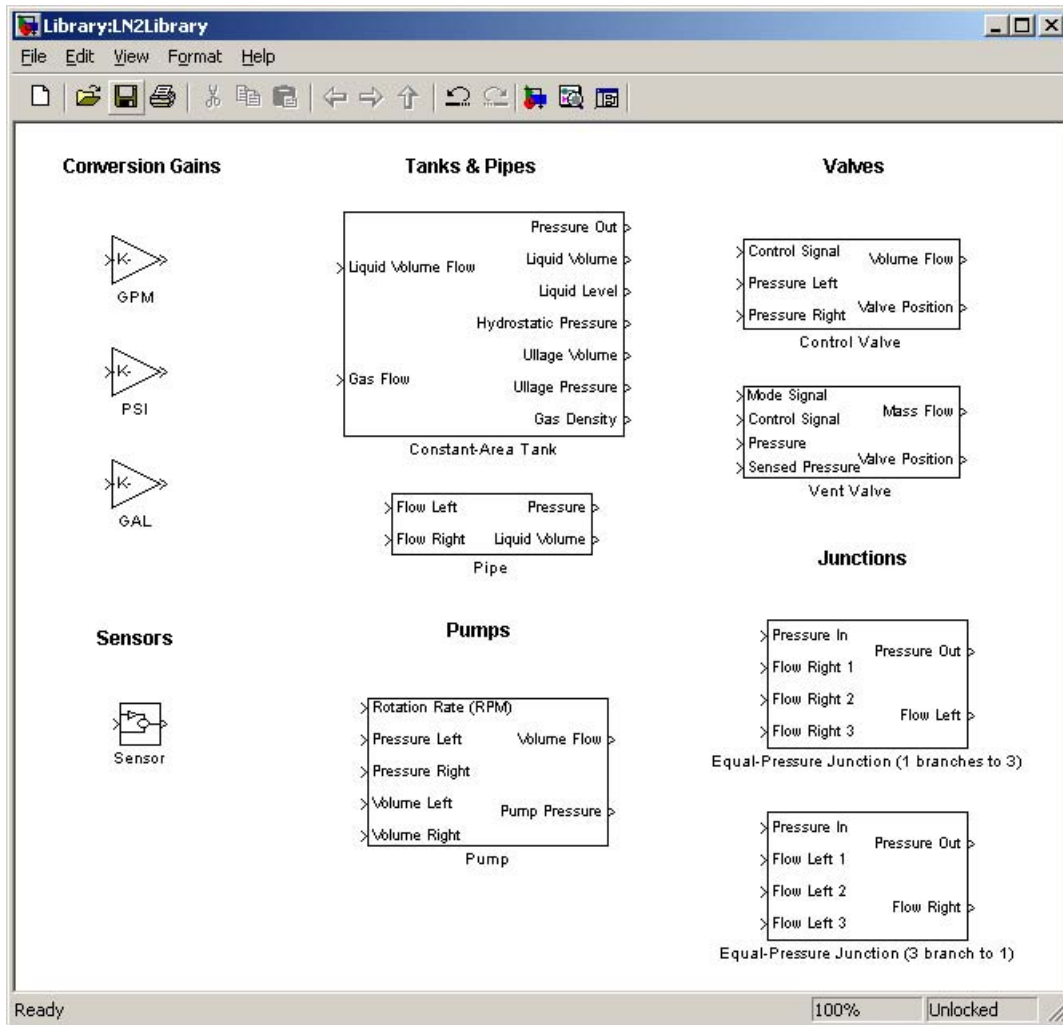 Library:LN2Library
File Edit View Format Help
Conversion Gains
K-
GPM
K-
PSI
K-
GAL
Sensors
Sensor
Tanks & Pipes
Liquid Volume Flow
Gas Flow
Pressure Out
Liquid Volume
Liquid Level
Hydrostatic Pressure
Ullage Volume
Ullage Pressure
Gas Density
Constant-Area Tank
Flow Left
Flow Right
Pressure
Liquid Volume
Pipe
Pumps
Rotation Rate (RPM)
Pressure Left
Pressure Right
Volume Left
Volume Right
Volume Flow
Pump Pressure
Pump
Valves
Control Signal
Pressure Left
Pressure Right
Volume Flow
Valve Position
Control Valve
Mode Signal
Control Signal
Pressure
Sensed Pressure
Mass Flow
Valve Position
Vent Valve
Junctions
Pressure In
Flow Right 1
Flow Right 2
Flow Right 3
Pressure Out
Flow Left
Equal-Pressure Junction (1 branches to 3)
Pressure In
Flow Left 1
Flow Left 2
Flow Left 3
Pressure Out
Flow Right
Equal-Pressure Junction (3 branch to 1)
Ready 100% Unlocked